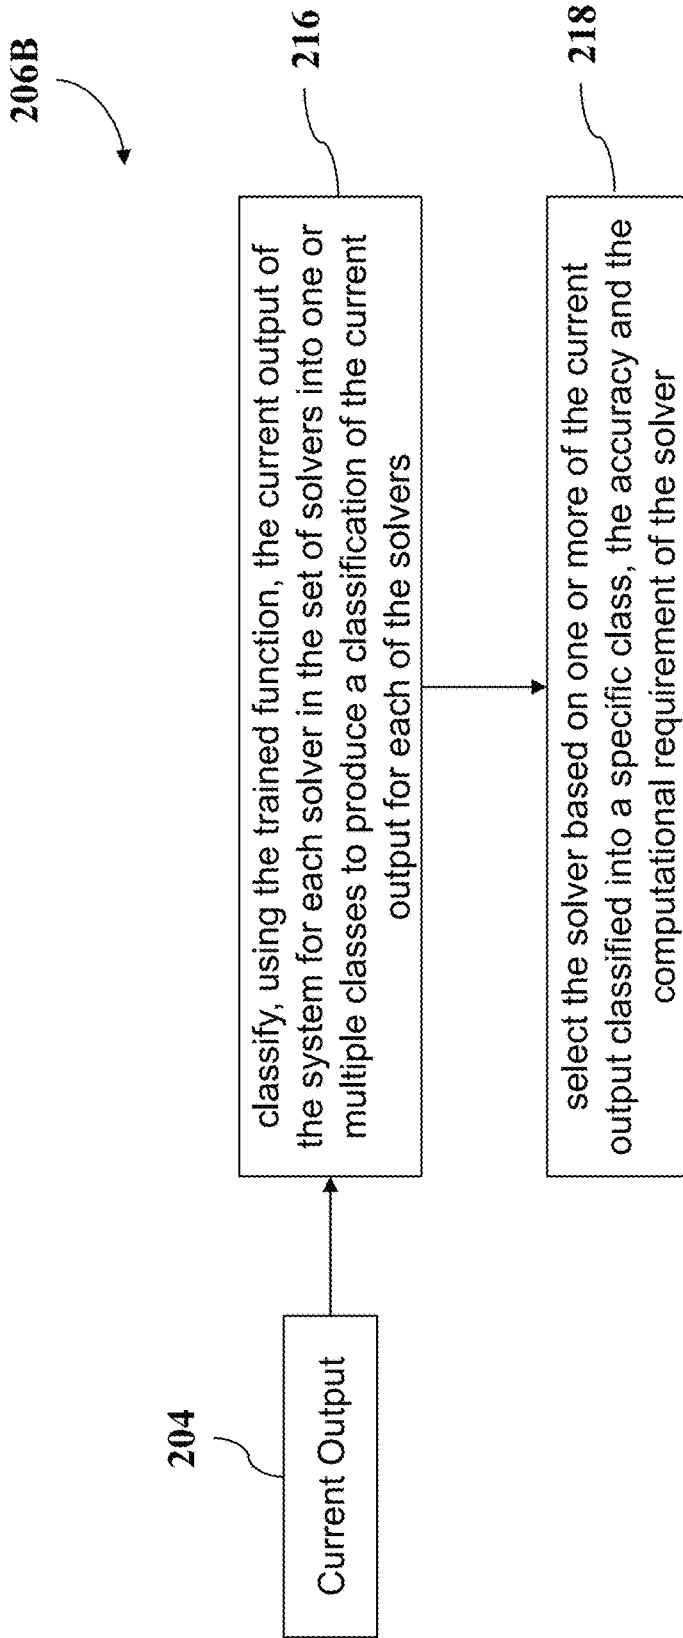 206B
204
Current Output
216
classify, using the trained function, the current output of
the system for each solver in the set of solvers into one or
multiple classes to produce a classification of the current
output for each of the solvers
218
select the solver based on one or more of the current
output classified into a specific class, the accuracy and the
computational requirement of the solver